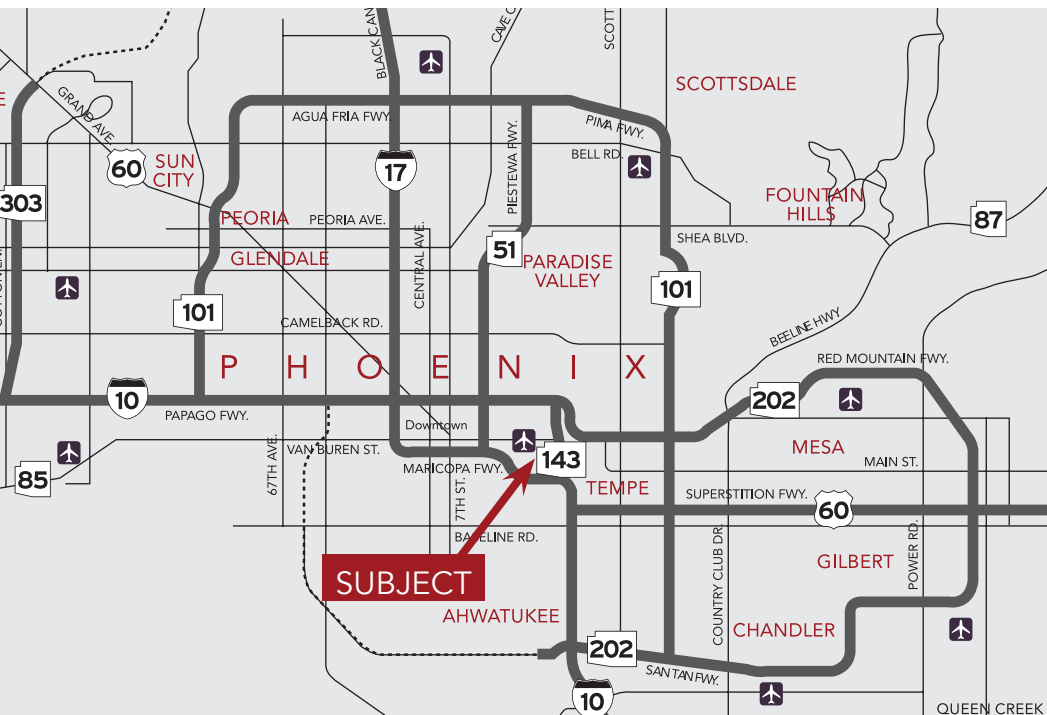 BLACK CAN
CAVE C
SCOTT
SCOTTSDALE
GRAND AVE.
AGUA FRIA FWY.
PIMA FWY.
BELL RD.
60
SUN
CITY
17
PIESTEWA FWY.
303
FOUNTAIN
HILLS
87
PEORIA
PEORIA AVE.
CENTRAL AVE.
SHEA BLVD.
GLENDALE
51
PARADISE
VALLEY
101
101
CAMELBACK RD.
BEELINE HWY
RED MOUNTAIN FWY.
PHOENIX
10
202
PAPAGO FWY.
Downtown
VAN BUREN ST.
MESA
67TH AVE.
MARICOPA FWY.
143
MAIN ST.
85
7TH ST.
TEMPE
SUPERSTITION FWY.
60
BASELINE RD.
SUBJECT
COUNTRY CLUB DR.
GILBERT
POWER RD.
AHWATUKEE
CHANDLER
202
SANTAN FWY.
10
QUEEN CREEK